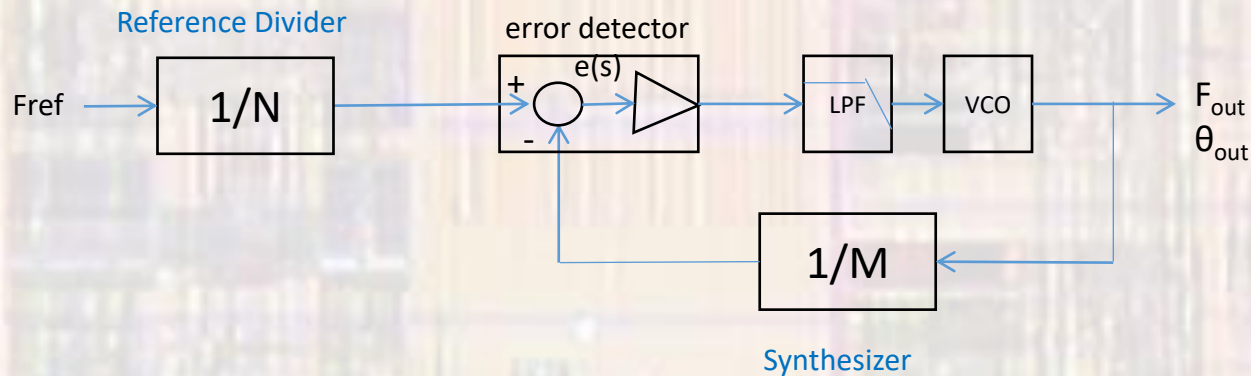 Reference Divider
error detector
e(s)
Fref
1/N
+
-
LPF
VCO
Fout
θout
1/M
Synthesizer